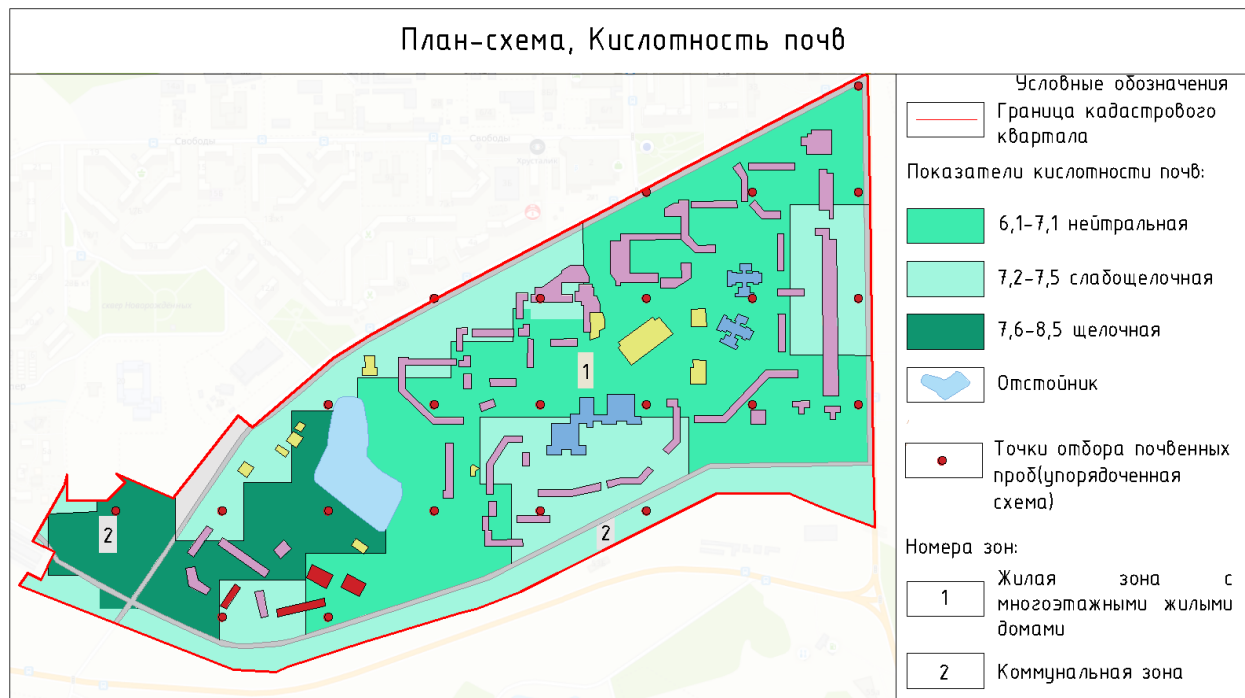 План-схема, Кислотность почв
Свободы
Свободы
Хрусталик
1
2
2
Условные обозначения
Граница кадастрового
квартала
Показатели кислотности почв:
6,1-7,1 нейтральная
7,2-7,5 слабощелочная
7,6-8,5 щелочная
Отстойник
Точки отбора почвенных
проб(упорядоченная
схема)
Номера зон:
1
Жилая зона с
многоэтажными жилыми
домами
2
Коммунальная зона